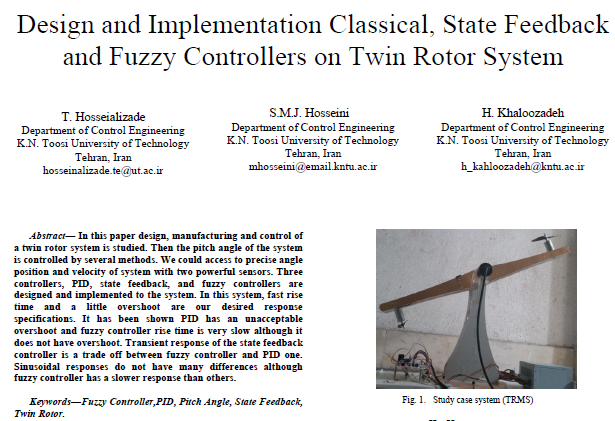 Design and Implementation Classical, State Feedback
and Fuzzy Controllers on Twin Rotor System
T. Hosseializade
Department of Control Engineering
K.N. Toosi University of Technology
Tehran, Iran
hosseinalizade.te@ut.ac.ir
S.M.J. Hosseini
Department of Control Engineering
K.N. Toosi University of Technology
Tehran, Iran
mhosseini@email.kntu.ac.ir
H. Khaloozadeh
Department of Control Engineering
K.N. Toosi University of Technology
Tehran, Iran
h_kahloozadeh@kntu.ac.ir
Abstract— In this paper design, manufacturing and control of
a twin rotor system is studied. Then the pitch angle of the system
is controlled by several methods. We could access to precise angle
position and velocity of system with two powerful sensors. Three
controllers, PID, state feedback, and fuzzy controllers are
designed and implemented to the system. In this system, fast rise
time and a little overshoot are our desired response
specifications. It has been shown PID has an unacceptable
overshoot and fuzzy controller rise time is very slow although it
does not have overshoot. Transient response of the state feedback
controller is a trade off between fuzzy controller and PID one.
Sinusoidal responses do not have many differences although
fuzzy controller has a slower response than others.
Keywords—Fuzzy Controller,PID, Pitch Angle, State Feedback,
Twin Rotor.
Fig. 1. Study case system (TRMS)